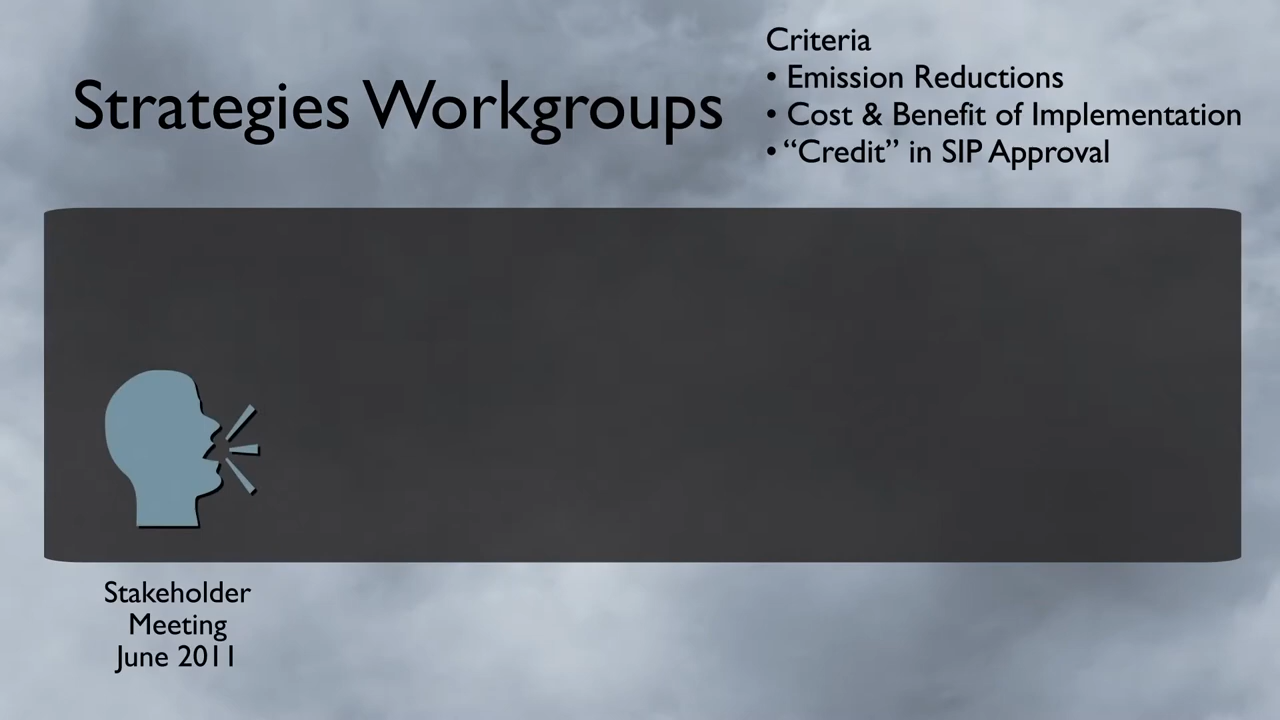 Strategies Workgroups
Criteria
• Emission Reductions
• Cost & Benefit of Implementation
• “Credit” in SIP Approval
Stakeholder
Meeting
June 2011